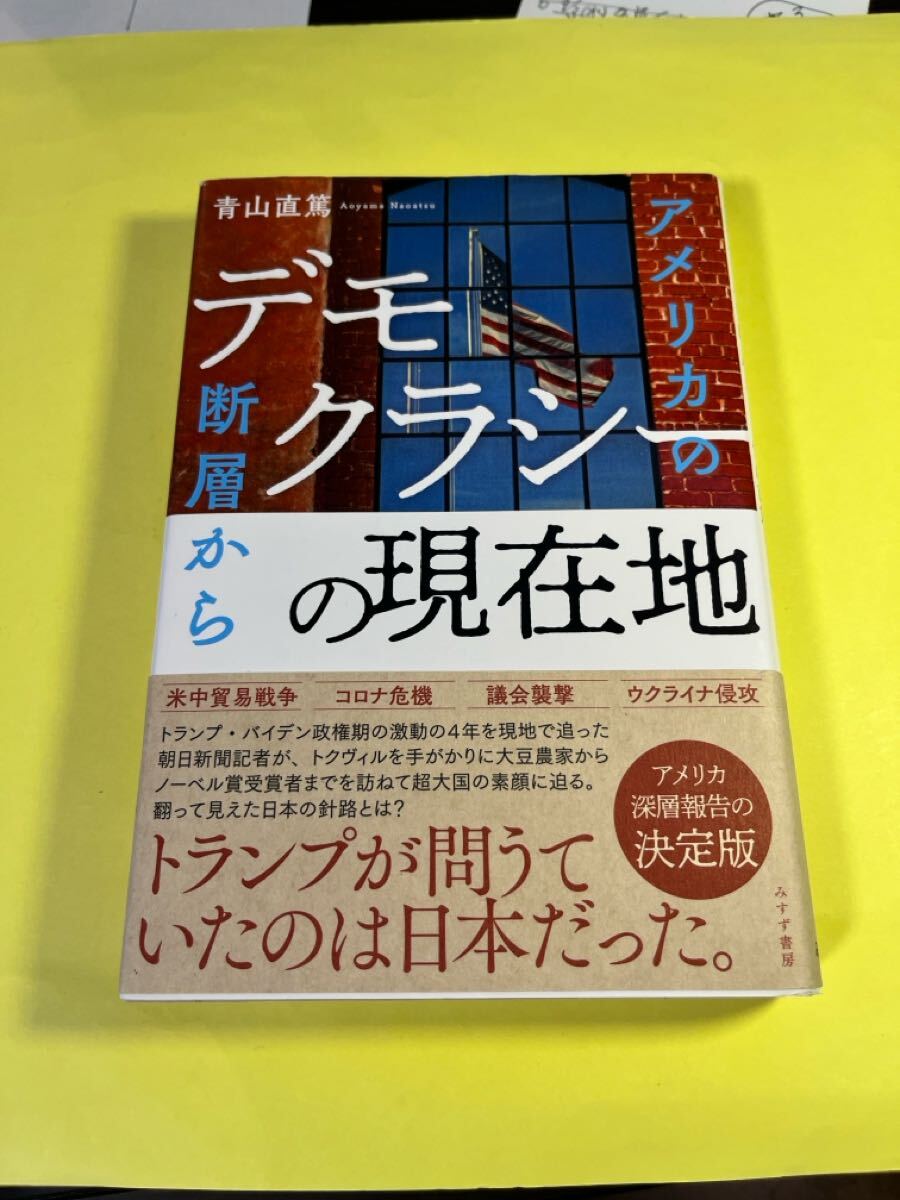 青山直篤 Aoyama Naoatsu
アメリカの
デモ
クラシー
の現在地
断層から
米中貿易戦争 コロナ危機 議会襲撃 ウクライナ侵攻
トランプ・バイデン政権期の激動の4年を現地で追った
朝日新聞記者が、トクヴィルを手がかりに大豆農家から
ノーベル賞受賞者までを訪ねて超大国の素顔に迫る。
翻って見えた日本の針路とは?
アメリカ
深層報告の
決定版
トランプが問うて
いたのは日本だった。
みすず書房